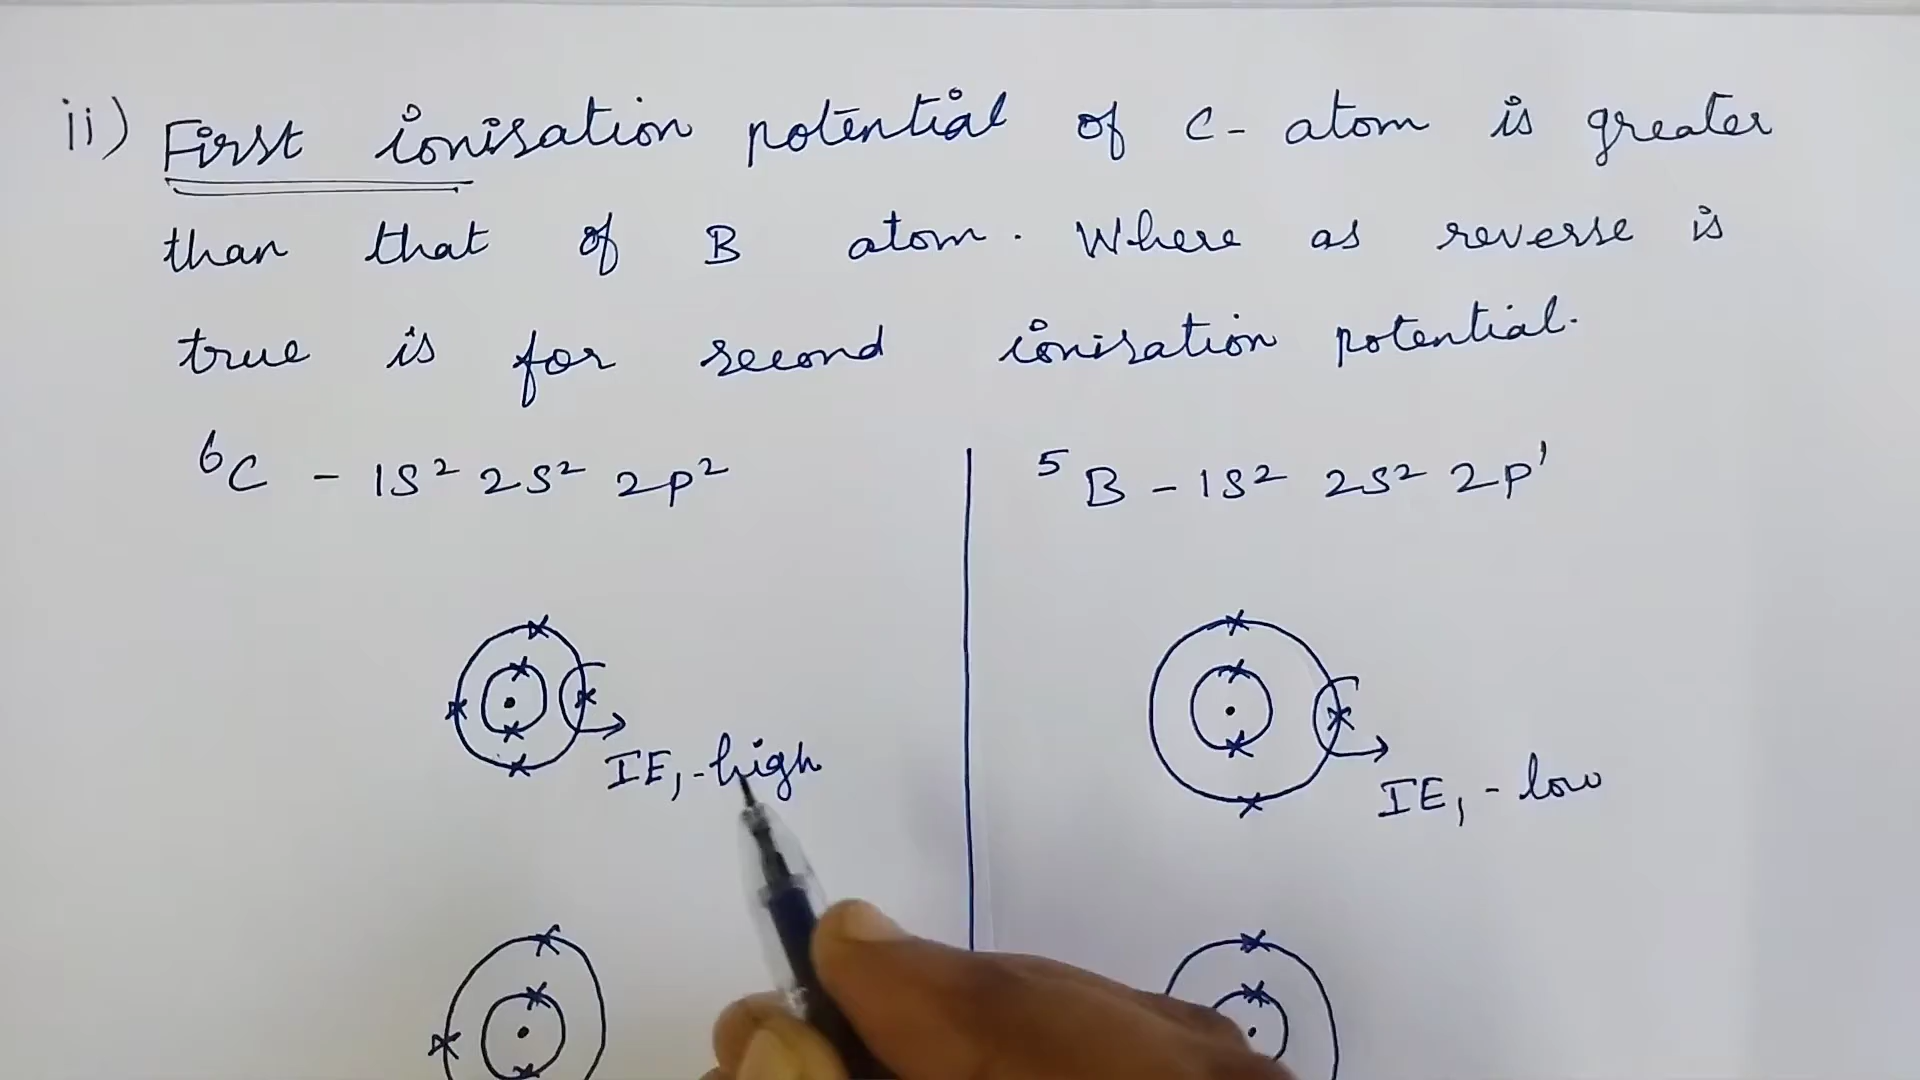 ii) First ionisation potential of C- atom is greater
than that of B atom. Where as reverse is
true is for second ionisation potential.
⁶C - 1S² 2S² 2P²
⁵B - 1S² 2S² 2P¹
IE₁ - high
IE₁ - low